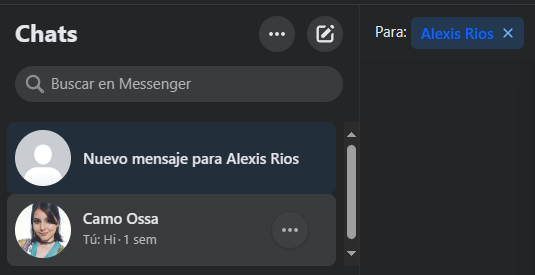 Chats
Para: Alexis Rios
Buscar en Messenger
Nuevo mensaje para Alexis Rios
Camo Ossa
Tú: Hi · 1 sem